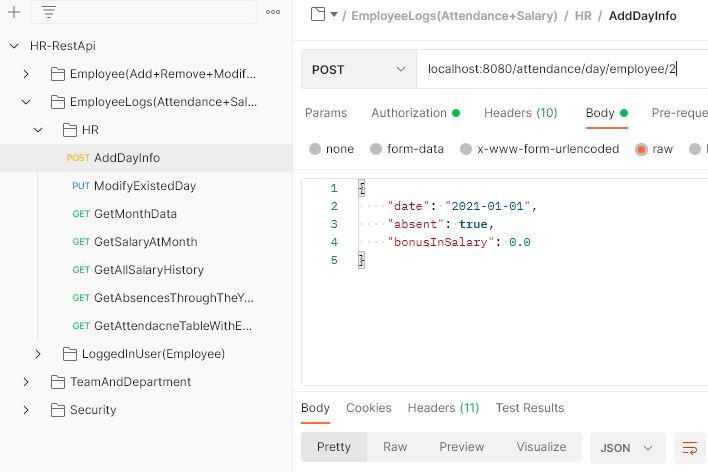 / EmployeeLogs(Attendance+Salary) / HR / AddDayInfo
HR-RestApi
Employee(Add+Remove+Modif...
EmployeeLogs(Attendance+Sal...
HR
POST AddDayInfo
PUT ModifyExistedDay
GET GetMonthData
GET GetSalaryAtMonth
GET GetAllSalaryHistory
GET GetAbsencesThroughTheY...
GET GetAttendacneTableWithE...
LoggedInUser(Employee)
TeamAndDepartment
Security
POST localhost:8080/attendance/day/employee/2
Params Authorization Headers (10) Body Pre-reque
none form-data x-www-form-urlencoded raw
1 {
2 "date": "2021-01-01",
3 "absent": true,
4 "bonusInSalary": 0.0
5 }
Body Cookies Headers (11) Test Results
Pretty Raw Preview Visualize JSON